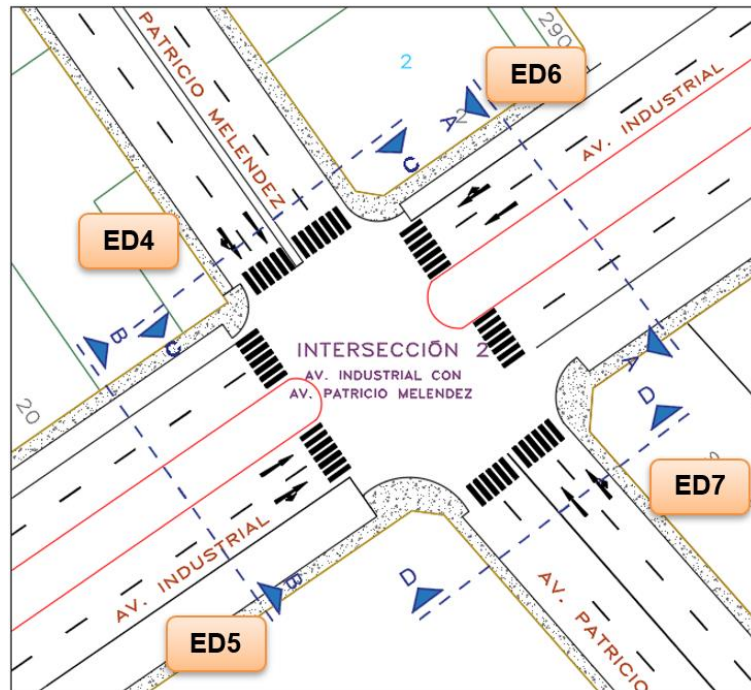 PATRICIO
MELENDEZ
290
2
2
ED6
AV. INDUSTRIAL
A
C
ED4
B
C
INTERSECCIÓN 2
AV. INDUSTRIAL CON
AV. PATRICIO MELENDEZ
20
A
D
ED7
AV. INDUSTRIAL
B
D
ED5
AV. PATRICIO